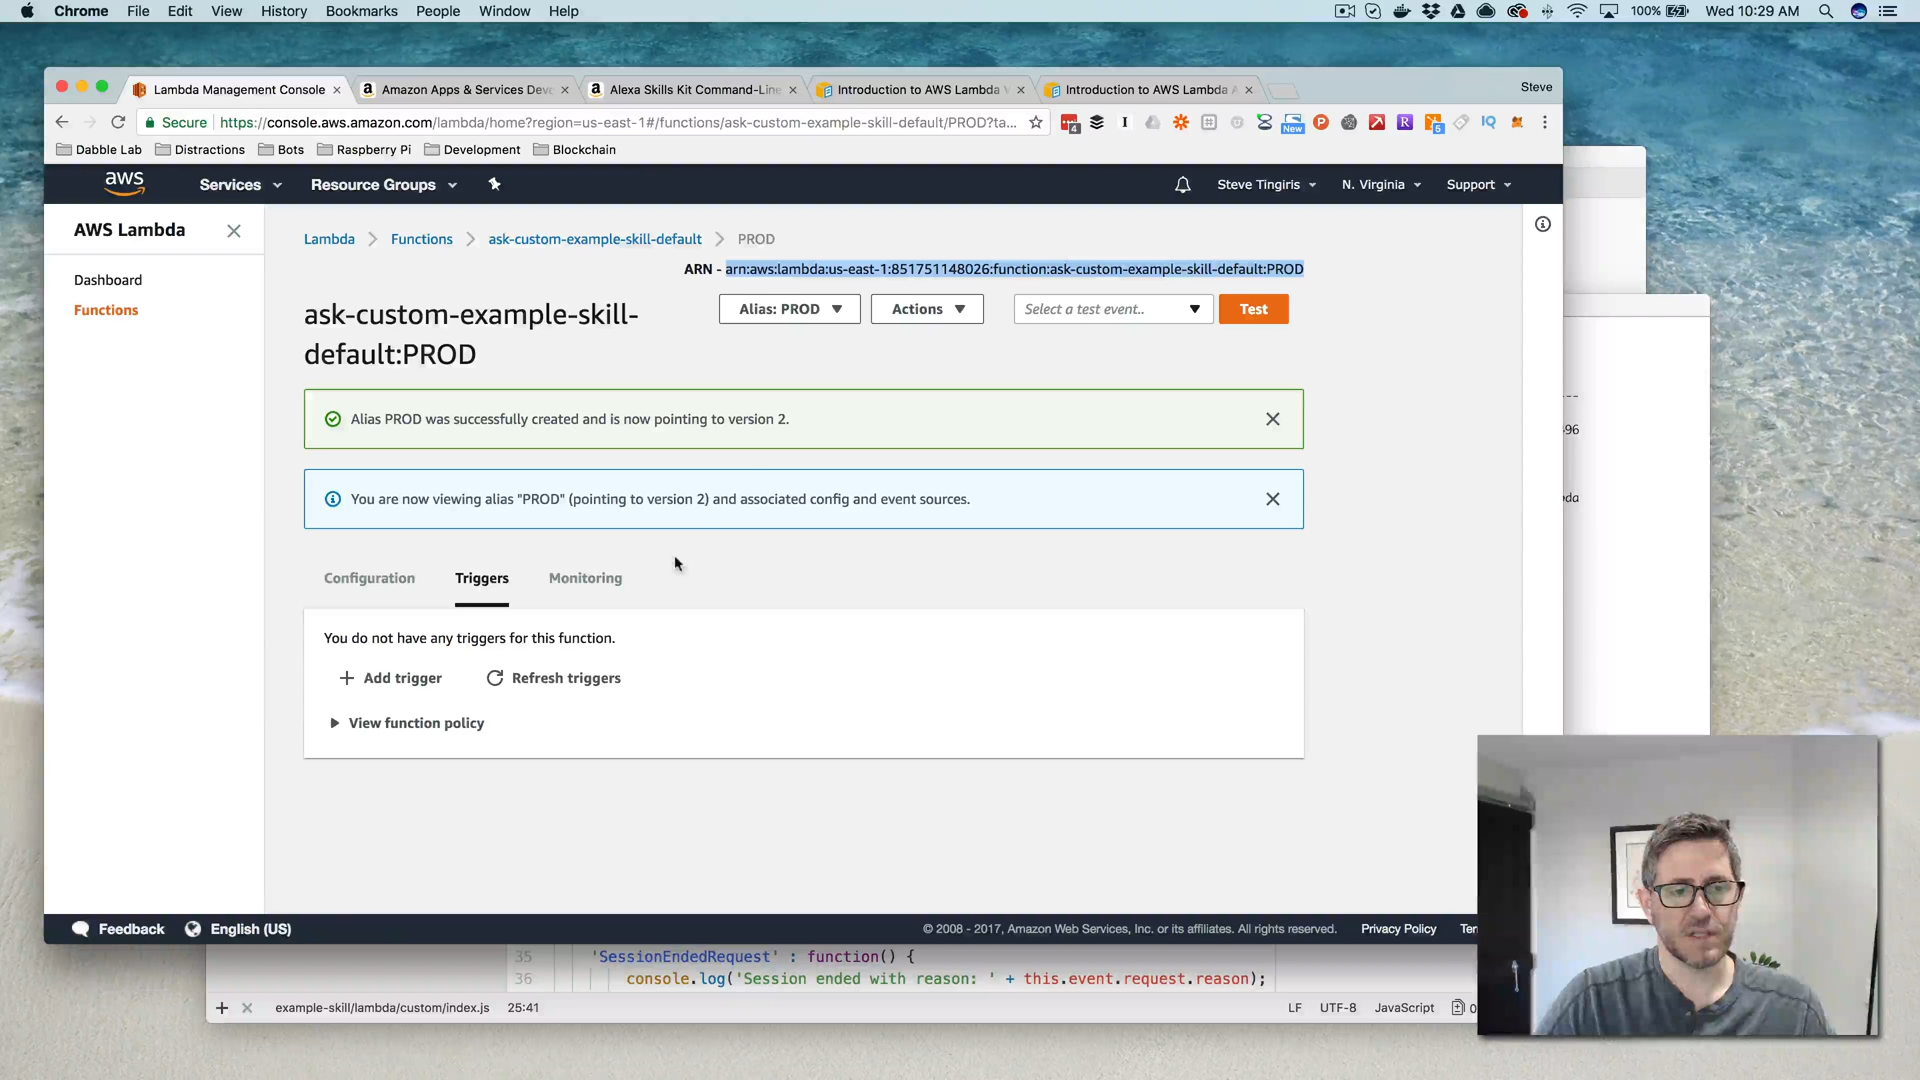 Chrome File Edit View History Bookmarks People Window Help
100% Wed 10:29 AM
Lambda Management Console
Amazon Apps & Services Dev
Alexa Skills Kit Command-Line
Introduction to AWS Lambda V
Introduction to AWS Lambda A
Steve
Secure
https://console.aws.amazon.com/lambda/home?region=us-east-1#/functions/ask-custom-example-skill-default/PROD?ta...
4
New
5
IQ
Dabble Lab Distractions Bots Raspberry Pi Development Blockchain
aws Services Resource Groups Steve Tingiris N. Virginia Support
AWS Lambda
Dashboard
Functions
Lambda Functions ask-custom-example-skill-default PROD
ARN - arn:aws:lambda:us-east-1:851751148026:function:ask-custom-example-skill-default:PROD
ask-custom-example-skill-
default:PROD
Alias: PROD Actions Select a test event.. Test
Alias PROD was successfully created and is now pointing to version 2.
You are now viewing alias "PROD" (pointing to version 2) and associated config and event sources.
Configuration Triggers Monitoring
You do not have any triggers for this function.
Add trigger Refresh triggers
View function policy
---
96
da
Feedback English (US)
© 2008 - 2017, Amazon Web Services, Inc. or its affiliates. All rights reserved. Privacy Policy Ter
35 'SessionEndedRequest' : function() {
36 console.log('Session ended with reason: ' + this.event.request.reason);
example-skill/lambda/custom/index.js 25:41
LF UTF-8 JavaScript 0